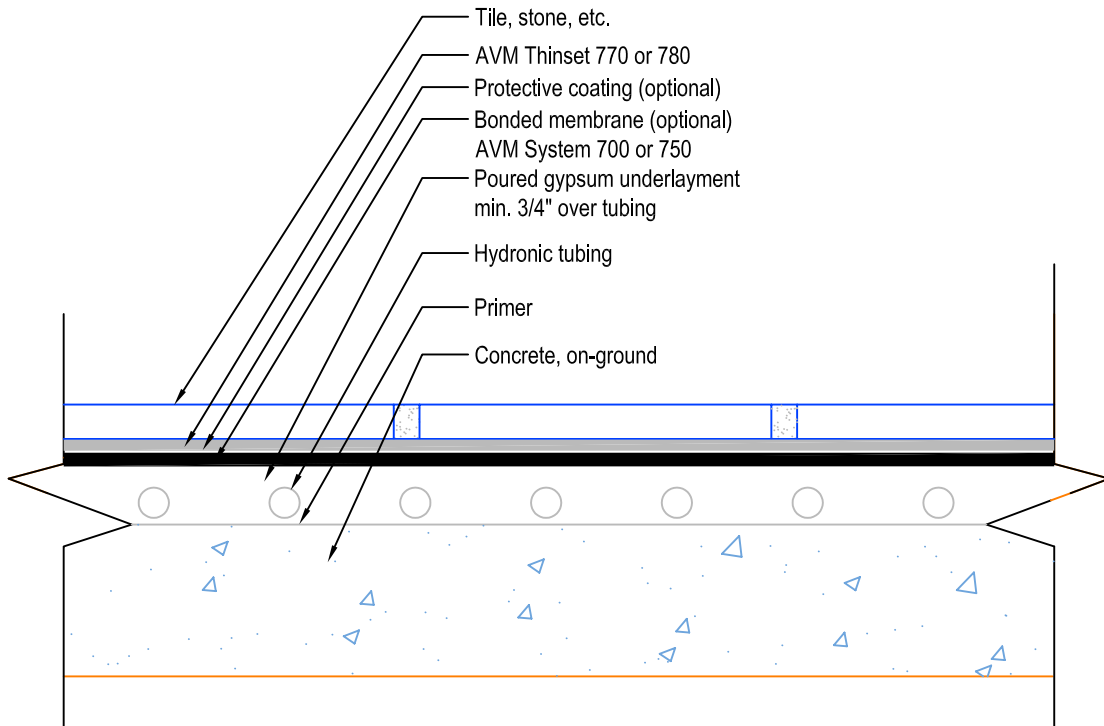 Tile, stone, etc.
AVM Thinset 770 or 780
Protective coating (optional)
Bonded membrane (optional)
AVM System 700 or 750
Poured gypsum underlayment
min. 3/4" over tubing
Hydronic tubing
Primer
Concrete, on-ground